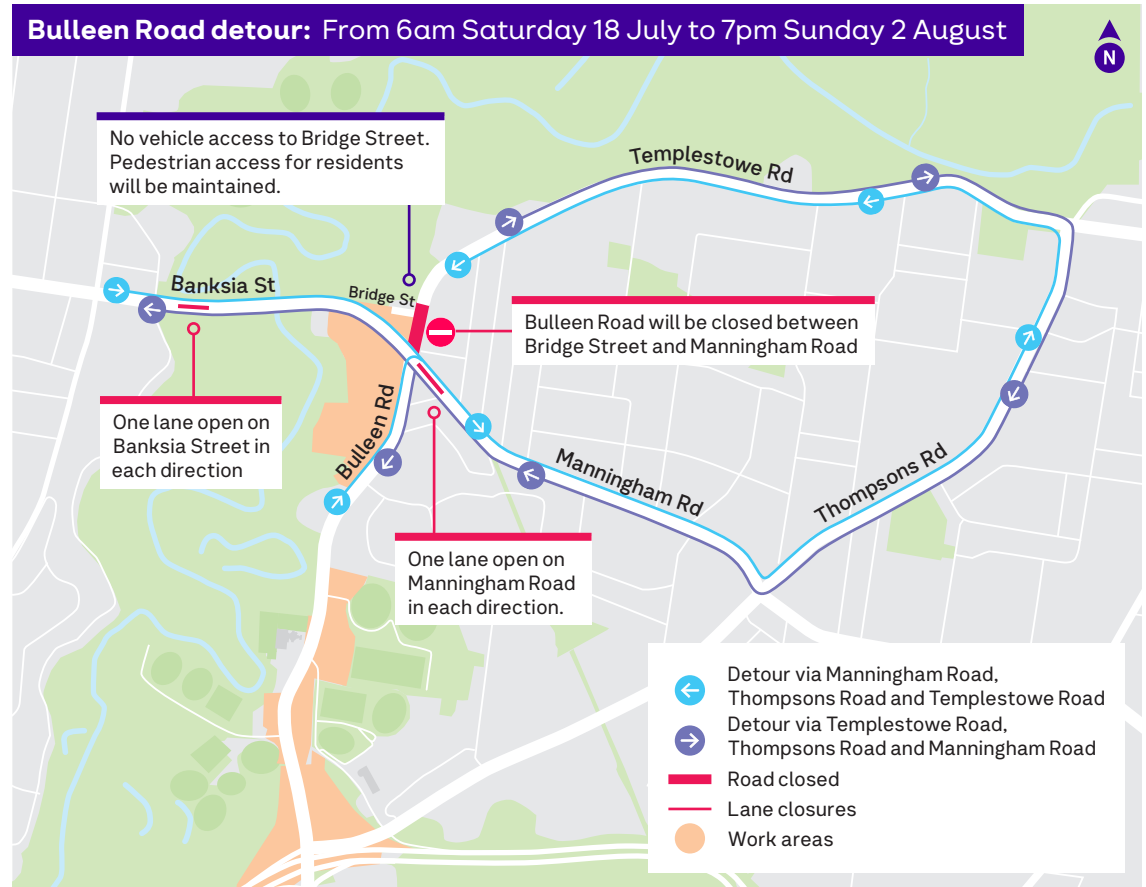 Bulleen Road detour: From 6am Saturday 18 July to 7pm Sunday 2 August
N
No vehicle access to Bridge Street.
Pedestrian access for residents
will be maintained.
Templestowe Rd
Banksia St
Bridge St
Bulleen Road will be closed between
Bridge Street and Manningham Road
One lane open on
Banksia Street in
each direction
Bulleen Rd
Manningham Rd
Thompsons Rd
One lane open on
Manningham Road
in each direction.
Detour via Manningham Road,
Thompsons Road and Templestowe Road
Detour via Templestowe Road,
Thompsons Road and Manningham Road
Road closed
Lane closures
Work areas